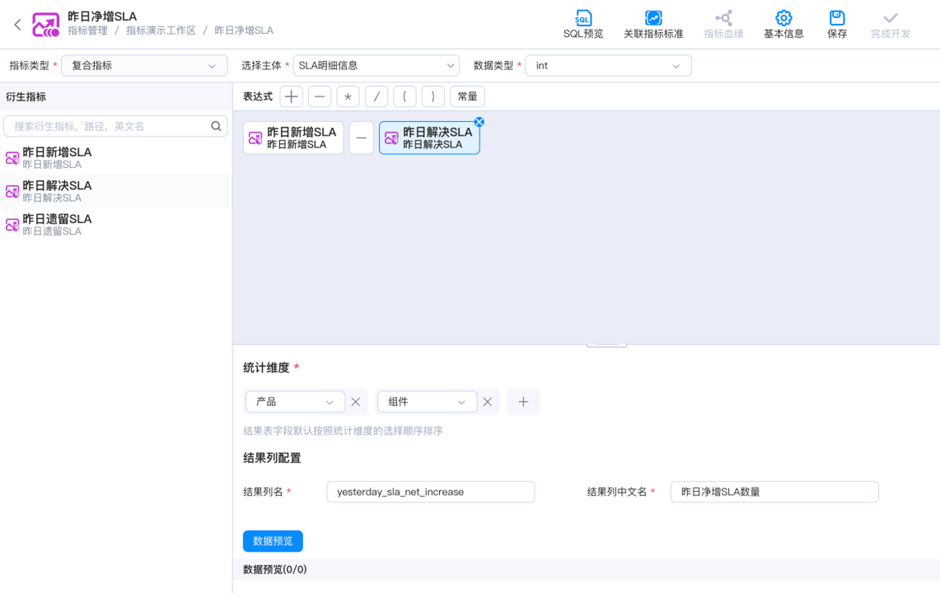 昨日净增SLA
指标管理 / 指标演示工作区 / 昨日净增SLA
SQL
SQL预览 关联指标标准 指标血缘 基本信息 保存 完成开发
指标类型 * 复合指标 选择主体 * SLA明细信息 数据类型 * int
衍生指标
表达式 + − * / ( ) 常量
搜索衍生指标，路径，英文名
昨日新增SLA
昨日新增SLA
昨日解决SLA
昨日解决SLA
昨日遗留SLA
昨日遗留SLA
昨日新增SLA — 昨日解决SLA
昨日新增SLA 昨日解决SLA
统计维度 *
产品 × 组件 × +
结果表字段默认按照统计维度的选择顺序排序
结果列配置
结果列名 * yesterday_sla_net_increase 结果列中文名 * 昨日净增SLA数量
数据预览
数据预览(0/0)